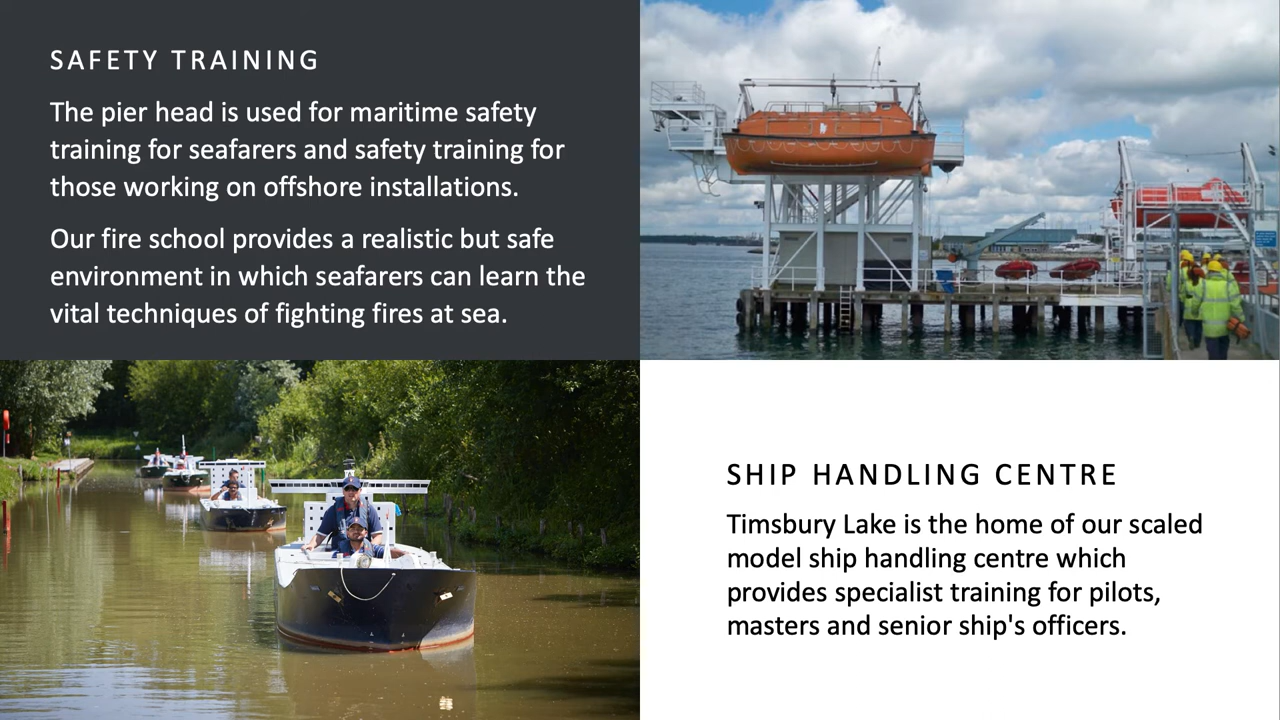 SAFETY TRAINING
The pier head is used for maritime safety
training for seafarers and safety training for
those working on offshore installations.
Our fire school provides a realistic but safe
environment in which seafarers can learn the
vital techniques of fighting fires at sea.
SHIP HANDLING CENTRE
Timsbury Lake is the home of our scaled
model ship handling centre which
provides specialist training for pilots,
masters and senior ship's officers.